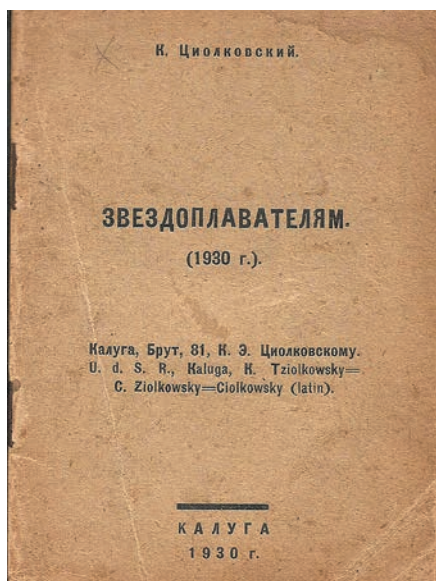 К. Циолковский.
ЗВЕЗДОПЛАВАТЕЛЯМ.
(1930 г.).
Калуга, Брут, 81, К. Э. Циолковскому.
U. d. S. R., Kaluga, K. Tziolkowsky=
C. Ziolkowsky=Ciolkowsky (latin).
КАЛУГА
1930 г.